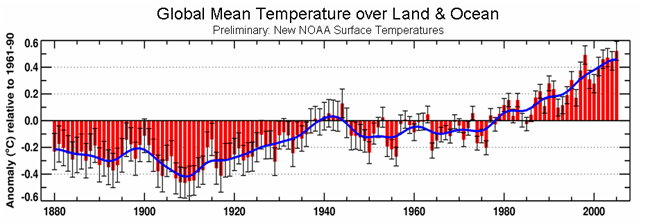 Global Mean Temperature over Land & Ocean
Preliminary: New NOAA Surface Temperatures
Anomaly (°C) relative to 1961-90
0.6
0.4
0.2
0.0
-0.2
-0.4
-0.6
1880 1900 1920 1940 1960 1980 2000